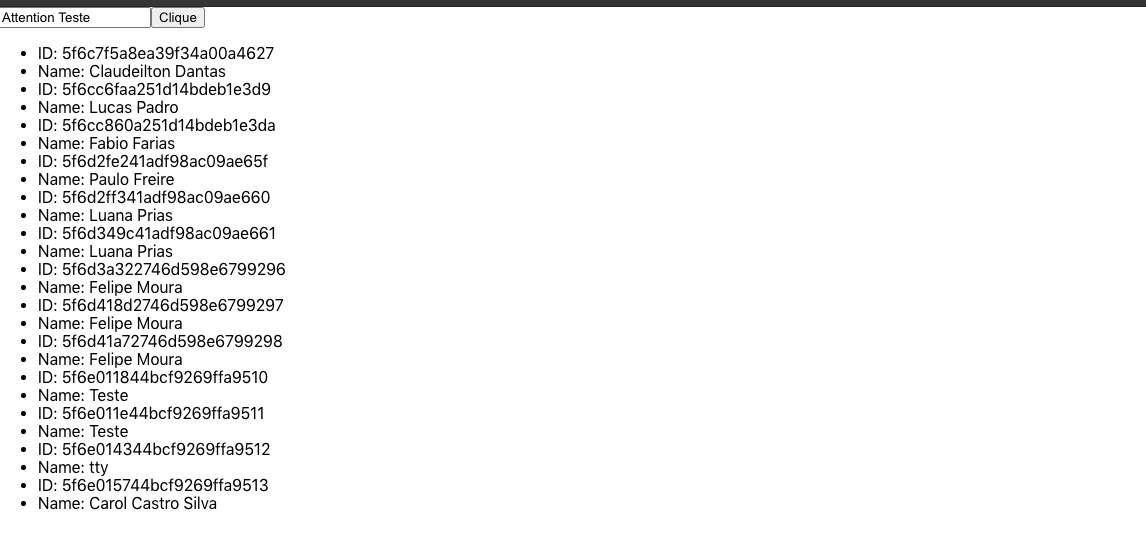 Attention Teste Clique
ID: 5f6c7f5a8ea39f34a00a4627
Name: Claudeilton Dantas
ID: 5f6cc6faa251d14bdeb1e3d9
Name: Lucas Padro
ID: 5f6cc860a251d14bdeb1e3da
Name: Fabio Farias
ID: 5f6d2fe241adf98ac09ae65f
Name: Paulo Freire
ID: 5f6d2ff341adf98ac09ae660
Name: Luana Prias
ID: 5f6d349c41adf98ac09ae661
Name: Luana Prias
ID: 5f6d3a322746d598e6799296
Name: Felipe Moura
ID: 5f6d418d2746d598e6799297
Name: Felipe Moura
ID: 5f6d41a72746d598e6799298
Name: Felipe Moura
ID: 5f6e011844bcf9269ffa9510
Name: Teste
ID: 5f6e011e44bcf9269ffa9511
Name: Teste
ID: 5f6e014344bcf9269ffa9512
Name: tty
ID: 5f6e015744bcf9269ffa9513
Name: Carol Castro Silva